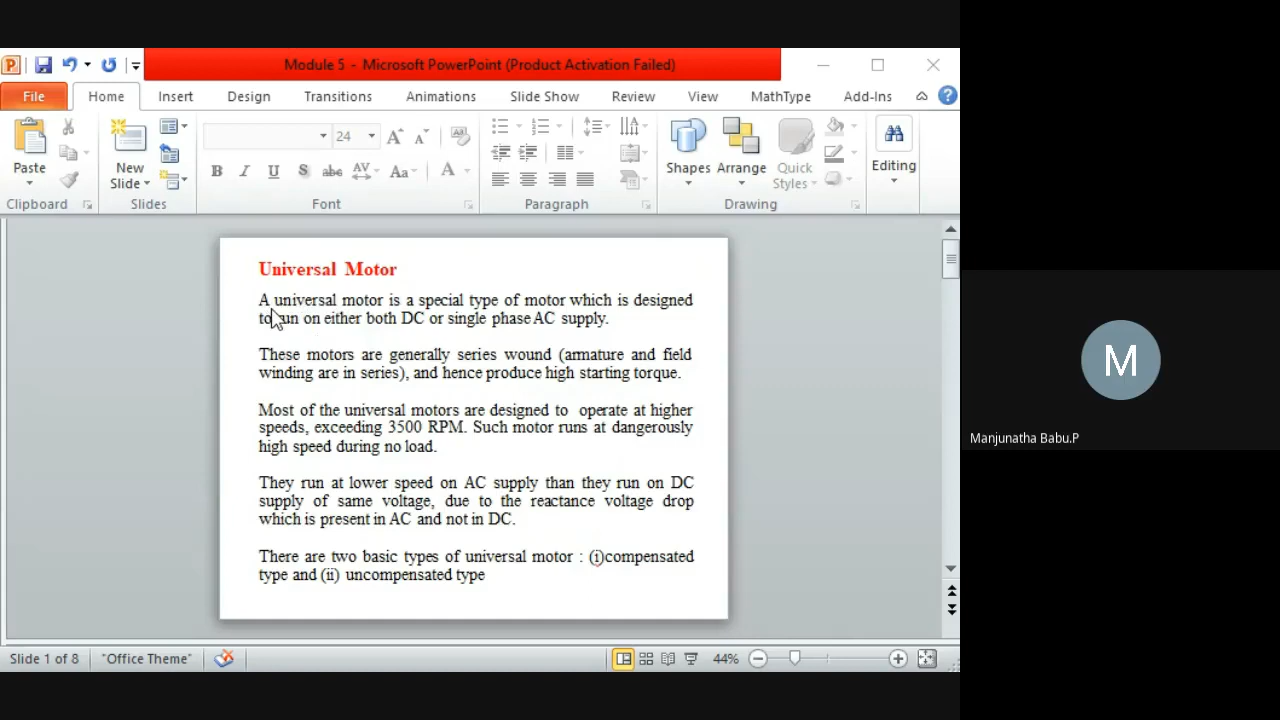 Module 5 - Microsoft PowerPoint (Product Activation Failed)
File Home Insert Design Transitions Animations Slide Show Review View MathType Add-Ins
Paste
New Slide
24
Shapes Arrange Quick Styles
Editing
Clipboard Slides Font Paragraph Drawing
Universal Motor
A universal motor is a special type of motor which is designed
to run on either both DC or single phase AC supply.
These motors are generally series wound (armature and field
winding are in series), and hence produce high starting torque.
Most of the universal motors are designed to operate at higher
speeds, exceeding 3500 RPM. Such motor runs at dangerously
high speed during no load.
They run at lower speed on AC supply than they run on DC
supply of same voltage, due to the reactance voltage drop
which is present in AC and not in DC.
There are two basic types of universal motor : (i)compensated
type and (ii) uncompensated type
M
Manjunatha Babu.P
Slide 1 of 8 "Office Theme" 44%